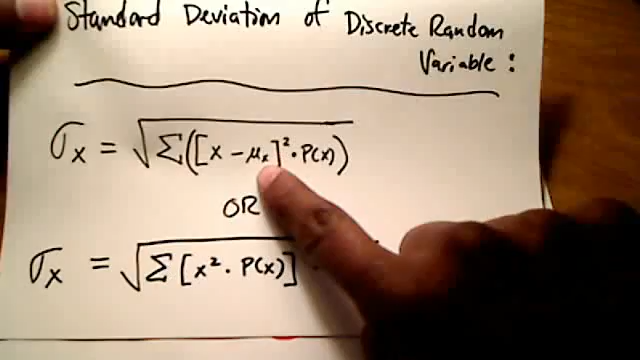 Standard Deviation of Discrete Random
Variable :
σx = √Σ([x - μx]² · P(x))
OR
σx = √Σ[x² · P(x)]